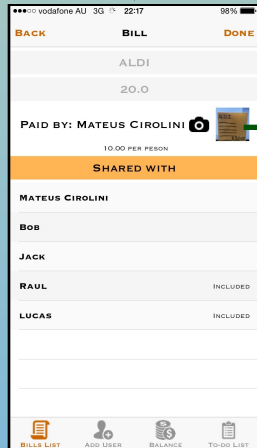 vodafone AU 3G 22:17 98%
BACK BILL DONE
ALDI
20.0
PAID BY: MATEUS CIROLINI
10.00 PER PESON
SHARED WITH
MATEUS CIROLINI
BOB
JACK
RAUL INCLUDED
LUCAS INCLUDED
BILLS LIST ADD USER BALANCE TO-DO LIST